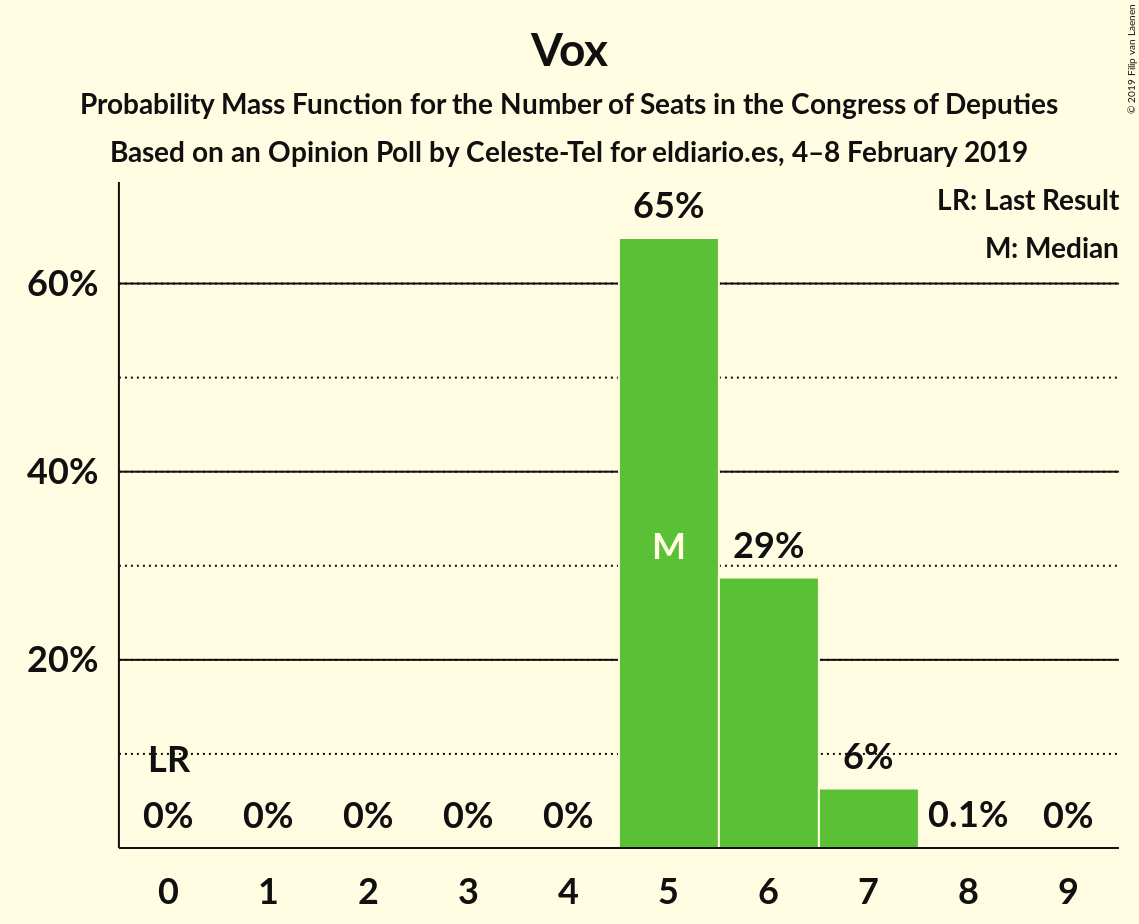 Vox
Probability Mass Function for the Number of Seats in the Congress of Deputies
Based on an Opinion Poll by Celeste-Tel for eldiario.es, 4–8 February 2019
© 2019 Filip van Laenen
LR: Last Result
M: Median
65%
60%
40%
M
29%
20%
LR
6%
0%
0%
0%
0%
0%
0.1%
0%
0 1 2 3 4 5 6 7 8 9